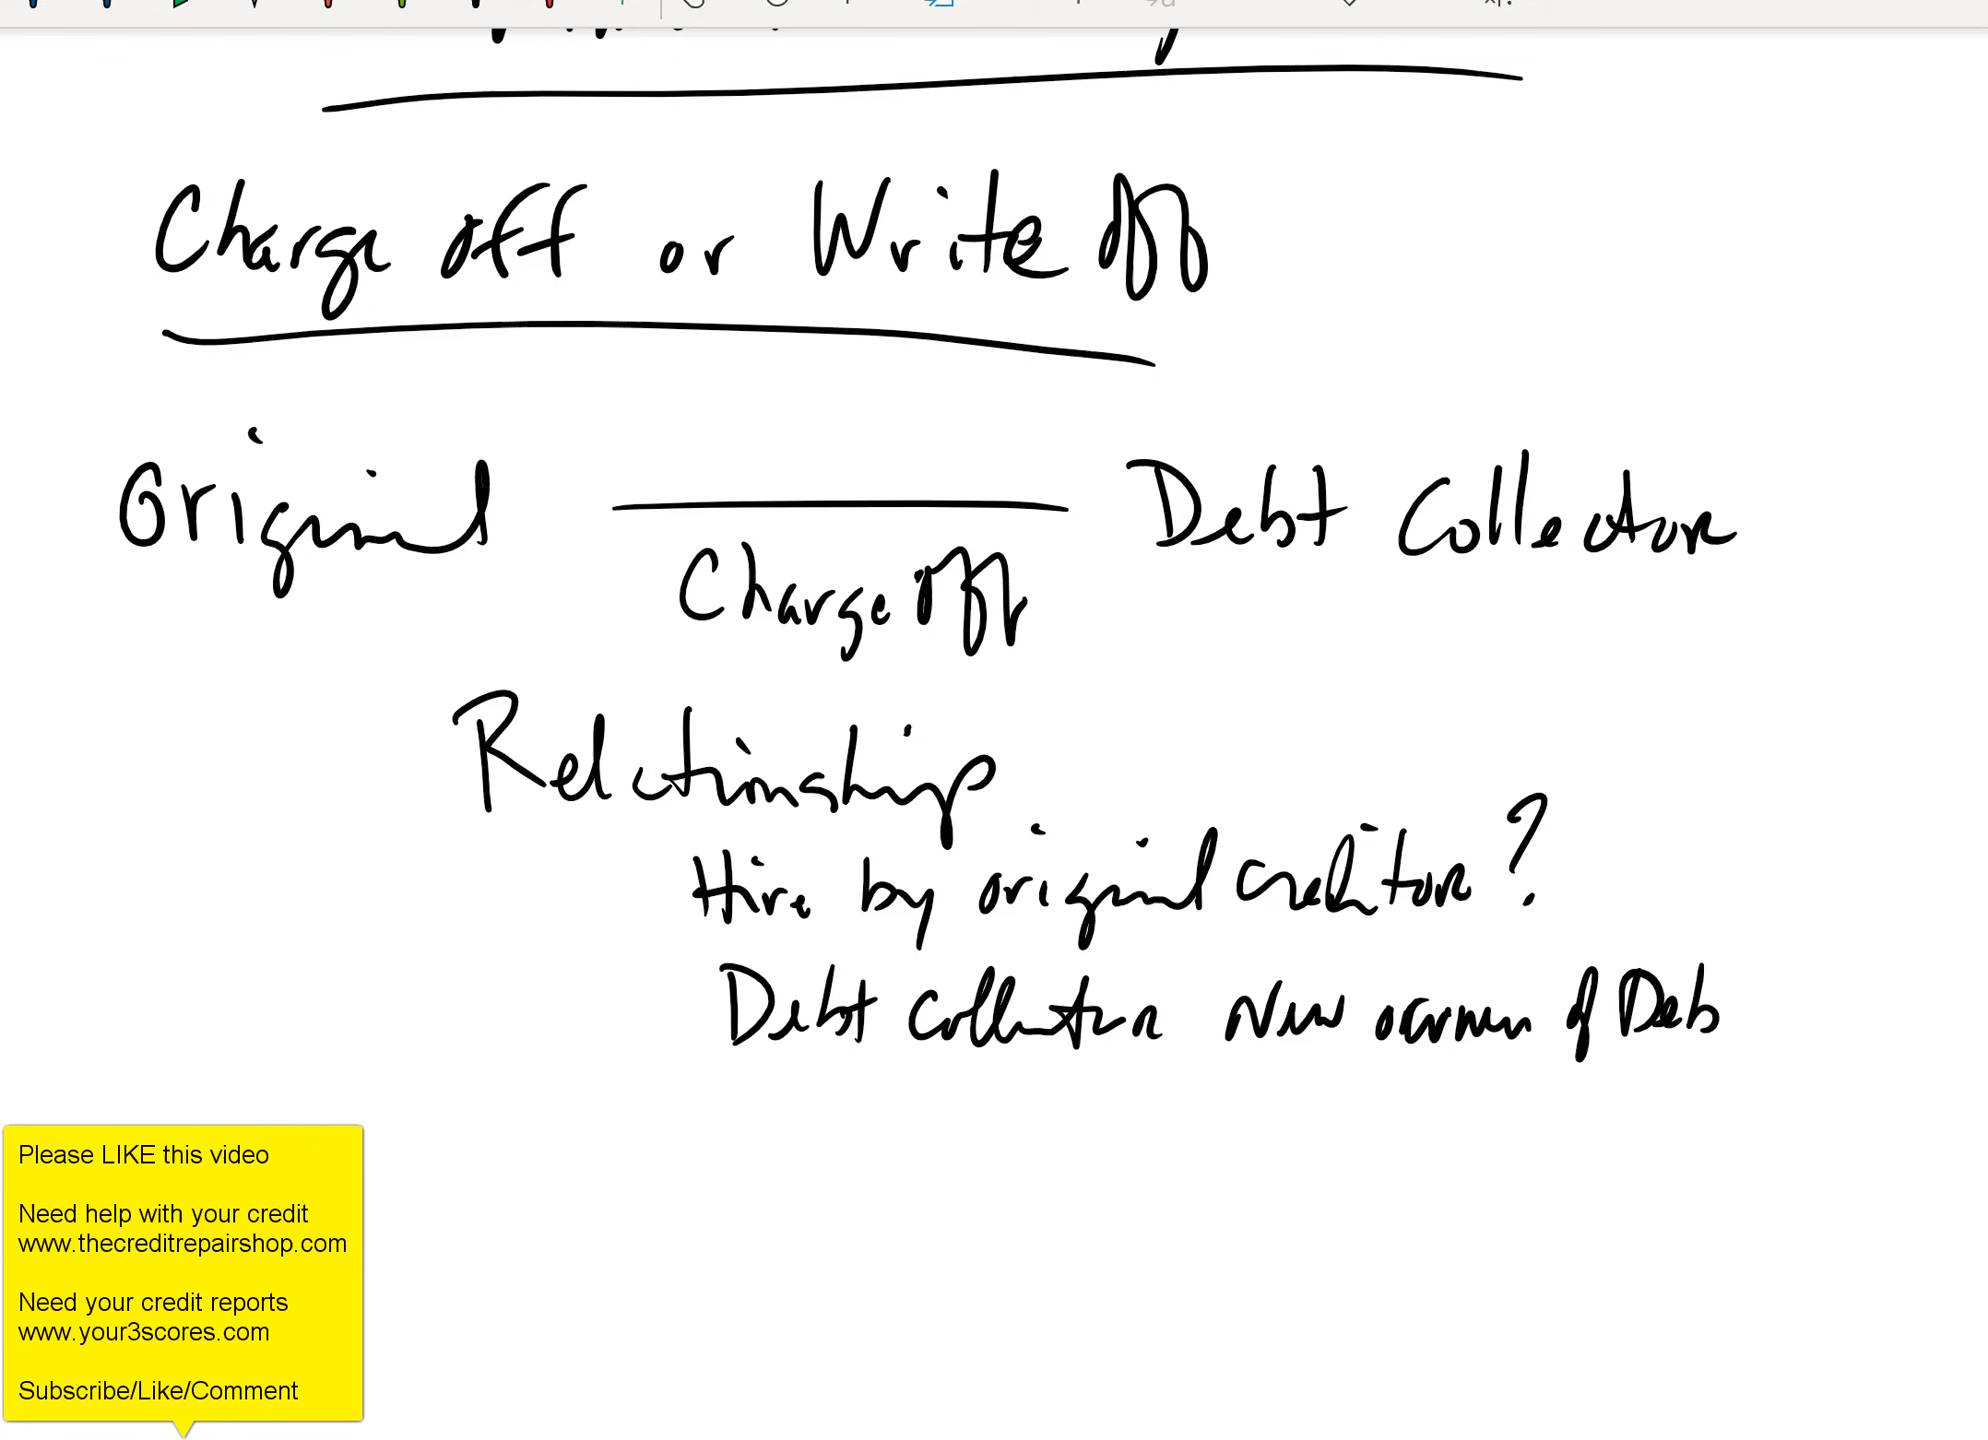 Charge off or Write off
Original Debt Collector
Charge off
Relationship
Hire by original creditor?
Debt collector New owner of Deb
Please LIKE this video
Need help with your credit
www.thecreditrepairshop.com
Need your credit reports
www.your3scores.com
Subscribe/Like/Comment